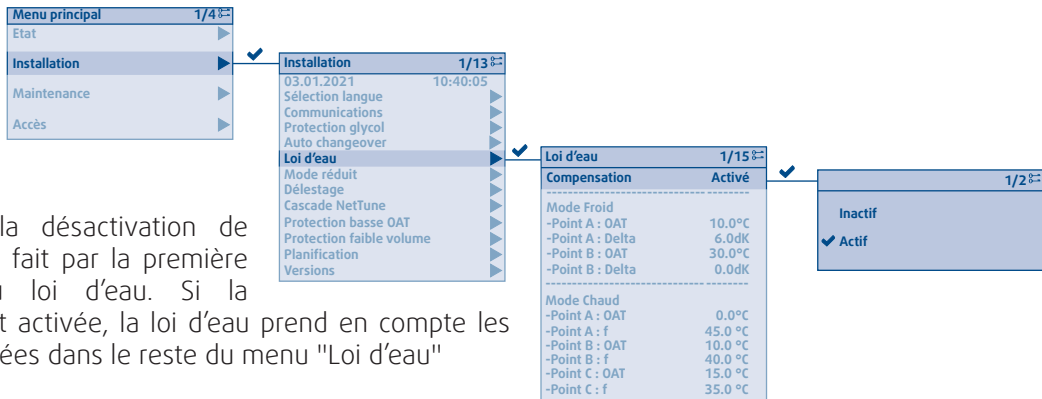 Menu principal 1/4
Etat
Installation
Maintenance
Accès
Installation 1/13
03.01.2021 10:40:05
Sélection langue
Communications
Protection glycol
Auto changeover
Loi d'eau
Mode réduit
Délestage
Cascade NetTune
Protection basse OAT
Protection faible volume
Planification
Versions
Loi d'eau 1/15
Compensation Activé
Mode Froid
-Point A : OAT 10.0°C
-Point A : Delta 6.0dK
-Point B : OAT 30.0°C
-Point B : Delta 0.0dK
Mode Chaud
-Point A : OAT 0.0°C
-Point A : f 45.0 °C
-Point B : OAT 10.0 °C
-Point B : f 40.0 °C
-Point C : OAT 15.0 °C
-Point C : f 35.0 °C
1/2
Inactif
Actif
la désactivation de
fait par la première
loi d'eau. Si la
t activée, la loi d'eau prend en compte les
ées dans le reste du menu "Loi d'eau"